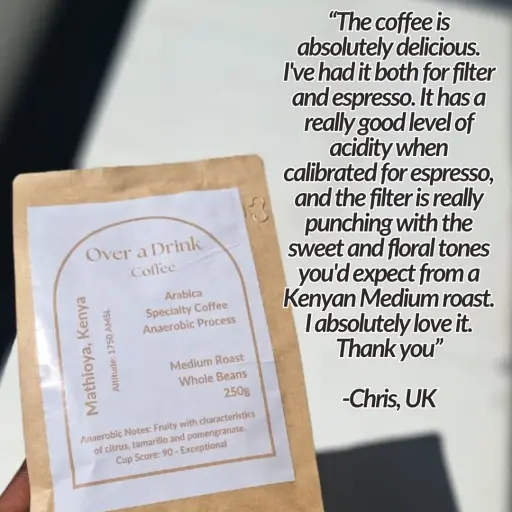 “The coffee is
absolutely delicious.
I've had it both for filter
and espresso. It has a
really good level of
acidity when
calibrated for espresso,
and the filter is really
punching with the
sweet and floral tones
you'd expect from a
Kenyan Medium roast.
I absolutely love it.
Thank you”
-Chris, UK
Over a Drink
Coffee
Mathioya, Kenya
Altitude: 1750 AMSL
Arabica
Specialty Coffee
Anaerobic Process
Medium Roast
Whole Beans
250g
Anaerobic Notes: Fruity with characteristics
of citrus, tamarillo and pomengranate.
Cup Score: 90 - Exceptional